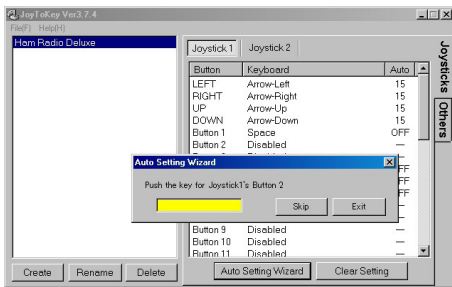 JoyToKey Ver3.7.4
File(F) Help(H)
Ham Radio Deluxe
Joystick 1 Joystick 2
Button Keyboard Auto
LEFT Arrow-Left 15
RIGHT Arrow-Right 15
UP Arrow-Up 15
DOWN Arrow-Down 15
Button 1 Space OFF
Button 2 Disabled —
Auto Setting Wizard
Push the key for Joystick1's Button 2
Skip Exit
FF
FF
FF
Button 9 Disabled —
Button 10 Disabled —
Button 11 Disabled —
Create Rename Delete
Auto Setting Wizard Clear Setting
Joysticks
Others